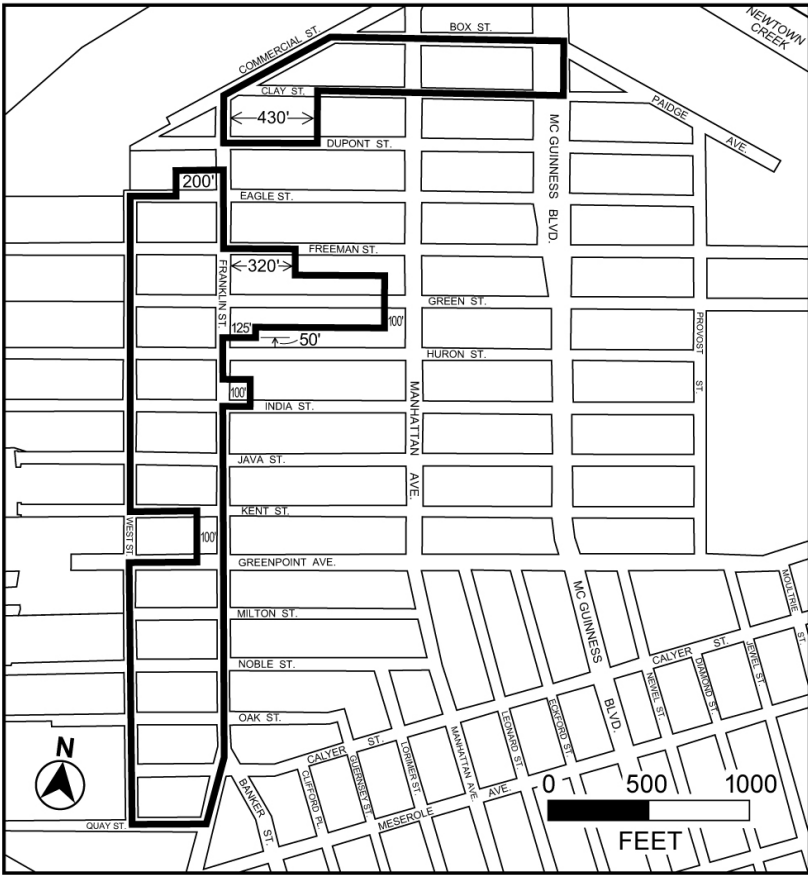 BOX ST.
NEWTOWN
CREEK
COMMERCIAL ST.
CLAY ST.
PAIDGE
AVE.
430'
DUPONT ST.
MC GUINNESS BLVD.
200'
EAGLE ST.
FREEMAN ST.
320'
FRANKLIN ST.
GREEN ST.
125'
100'
50'
PROVOST
ST.
HURON ST.
100'
INDIA ST.
MANHATTAN
AVE.
JAVA ST.
KENT ST.
WEST ST.
100'
GREENPOINT AVE.
MC GUINNESS
BLVD.
MOULTRIE
ST.
MILTON ST.
NOBLE ST.
CALYER ST.
JEWEL ST.
DIAMOND ST.
NEWEL ST.
OAK ST.
ECKFORD ST.
LEONARD ST.
MANHATTAN AVE.
LORIMER ST.
CALYER ST.
GUERNSEY ST.
CLIFFORD PL.
BANKER
ST.
MESEROLE AVE.
QUAY ST.
N
0 500 1000
FEET